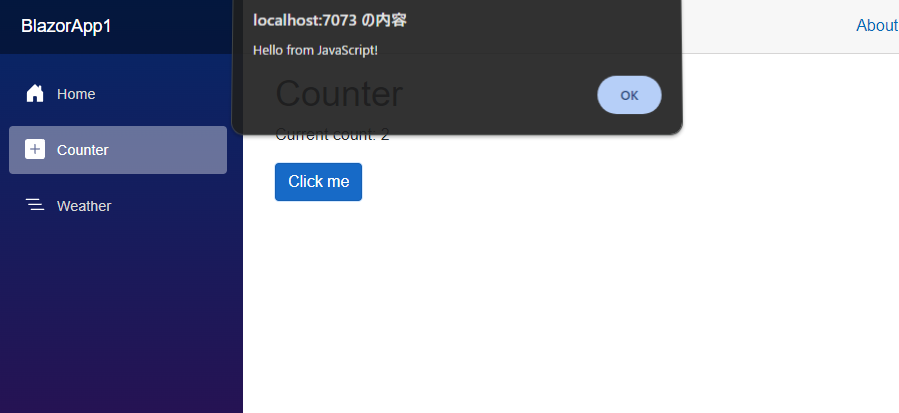 BlazorApp1
About
localhost:7073 の内容
Hello from JavaScript!
OK
Home
Counter
Weather
Counter
Current count: 2
Click me